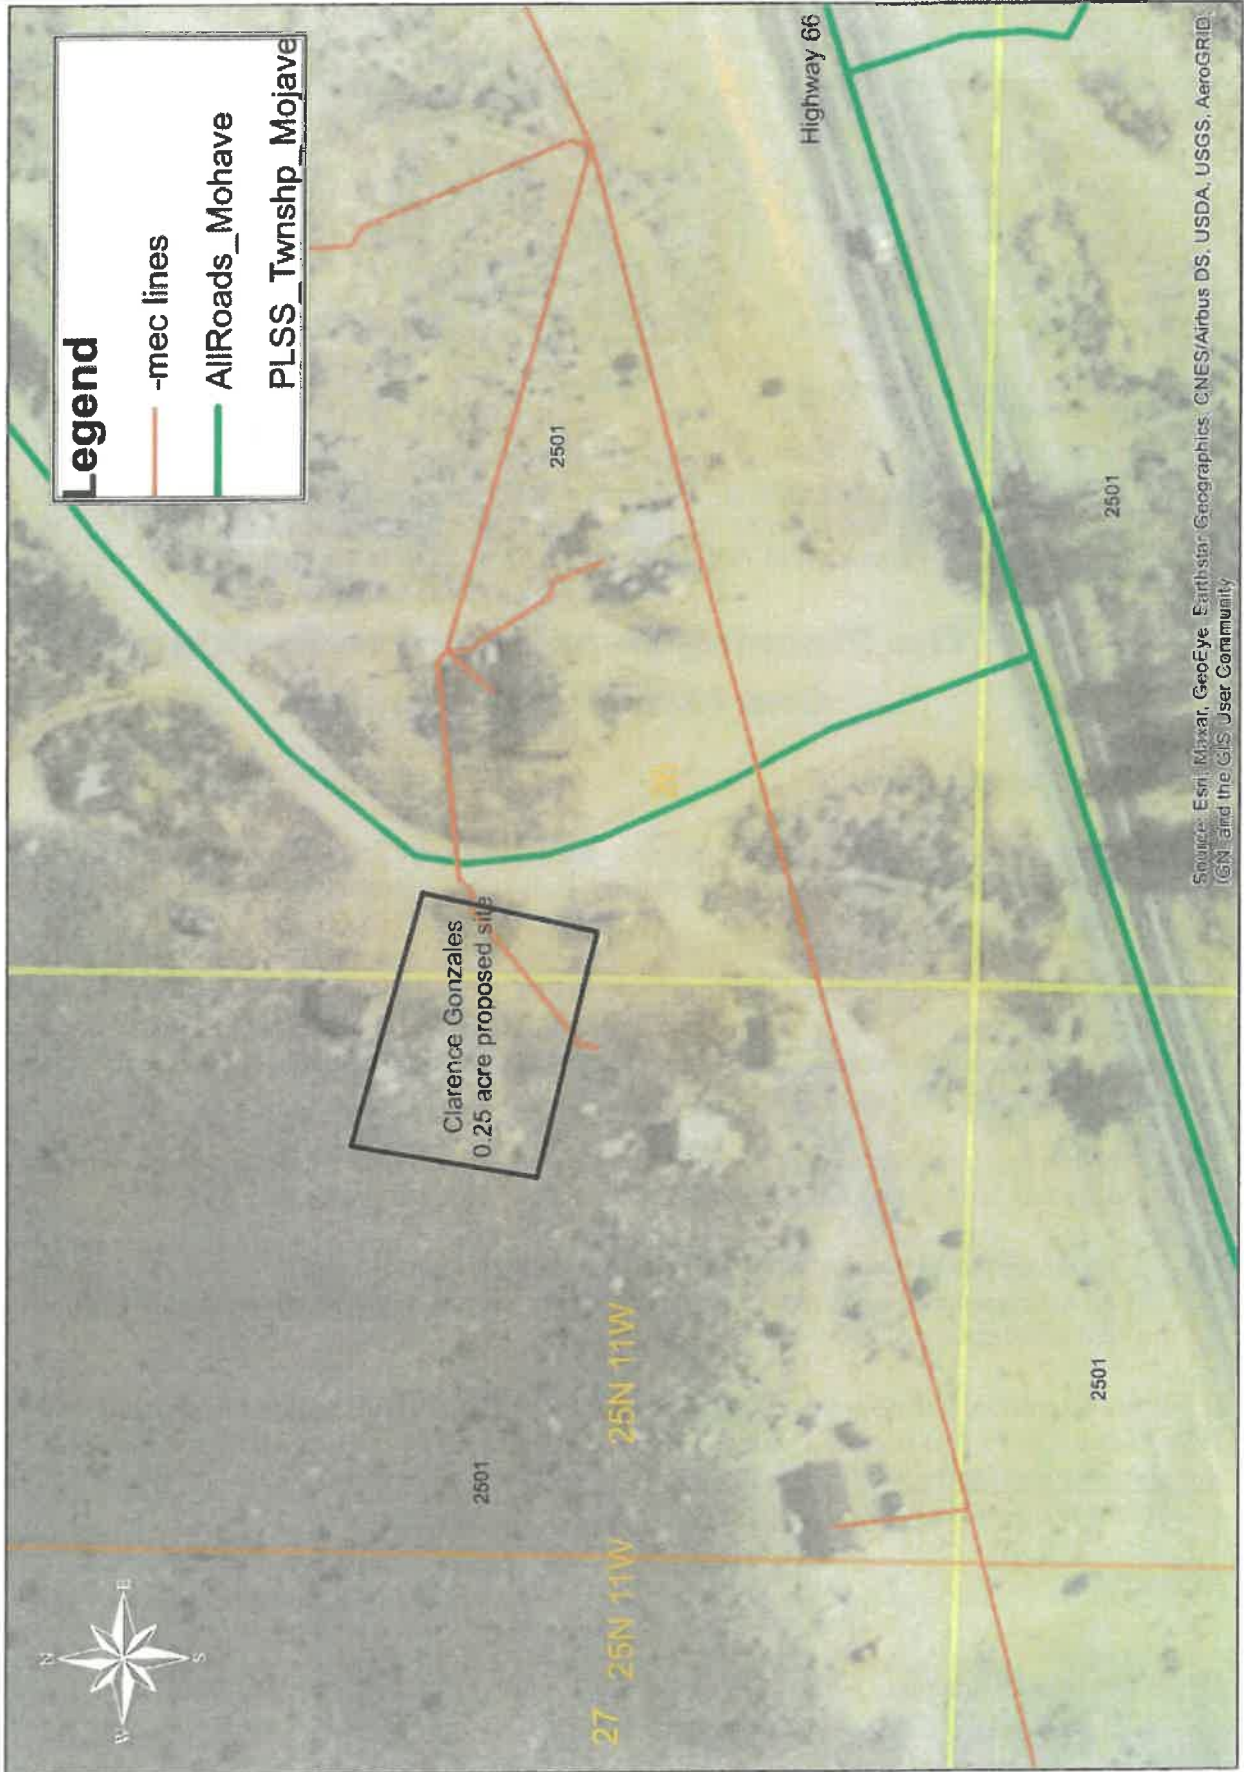 Legend
-mec lines
AllRoads_Mohave
PLSS_Twnshp_Mojave
N
W
E
S
Highway 66
2501
Clarence Gonzales
0.25 acre proposed site
26
2501
27 25N 11W 25N 11W
2501
2501
Source: Esri, Maxar, GeoEye, Earthstar Geographics, CNES/Airbus DS, USDA, USGS, AeroGRID,
IGN, and the GIS User Community